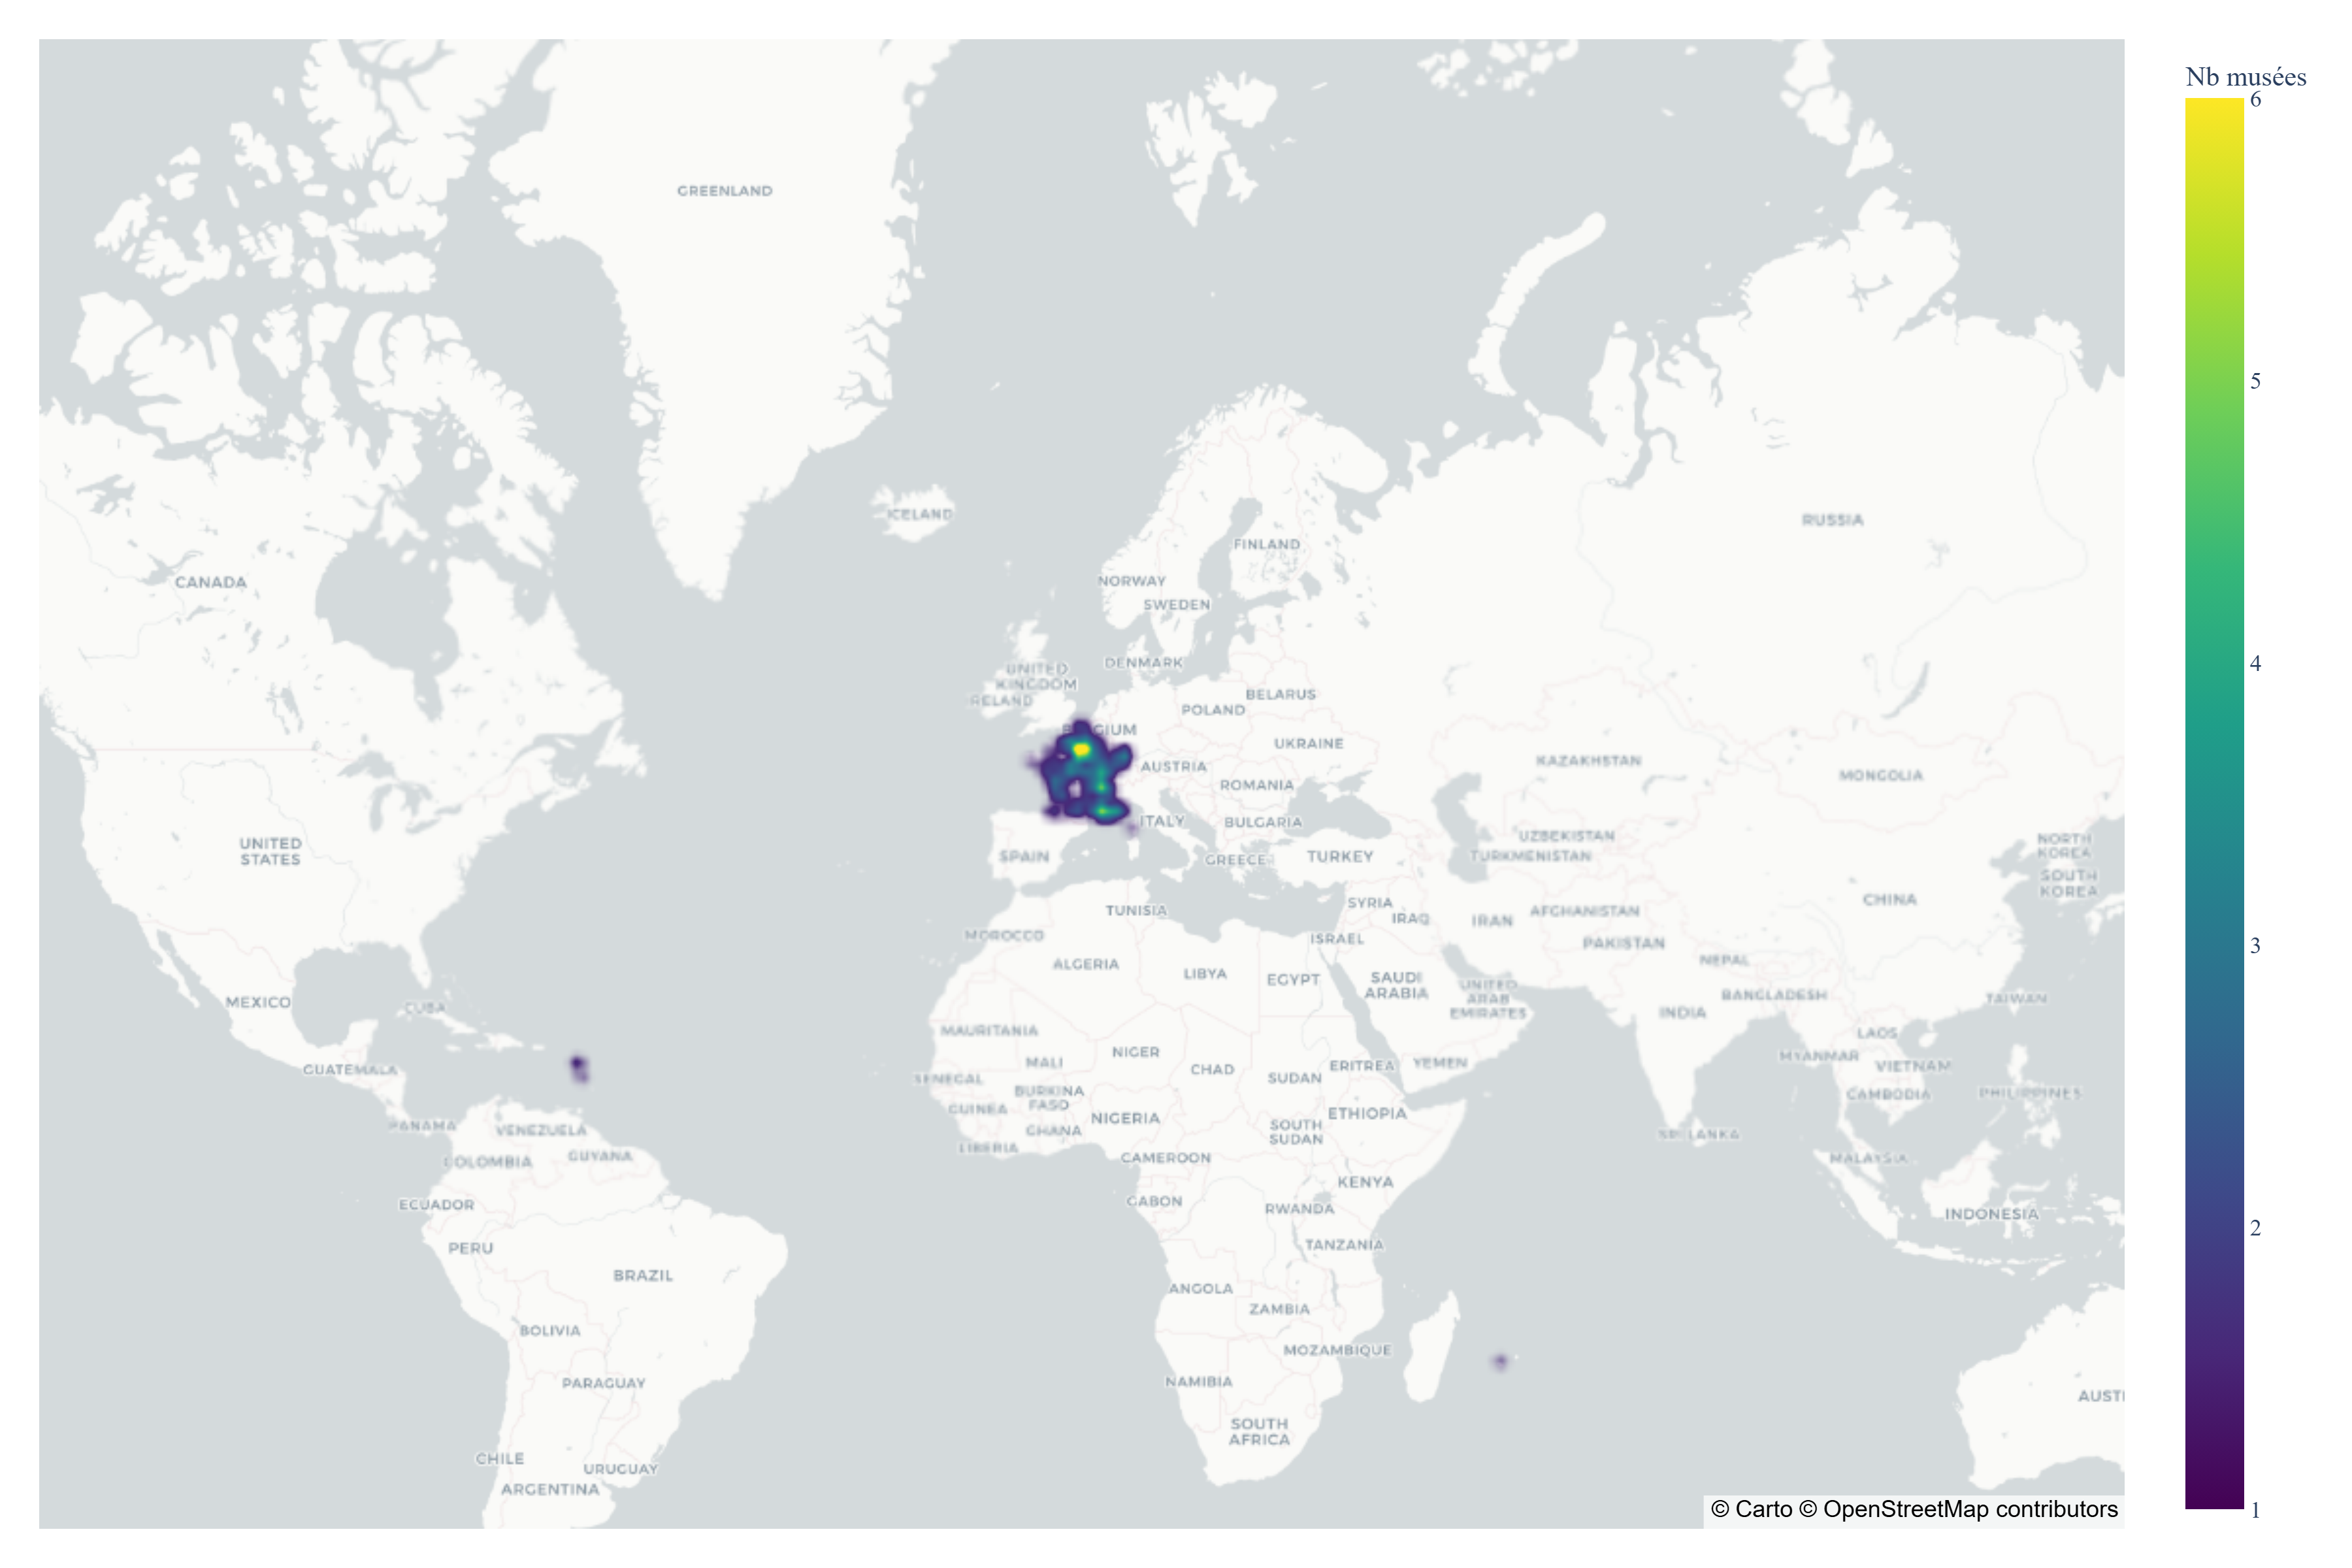 Nb musées
6
5
4
3
2
1
GREENLAND
ICELAND
RUSSIA
FINLAND
CANADA
NORWAY
SWEDEN
DENMARK
UNITED
KINGDOM
IRELAND
BELARUS
POLAND
UKRAINE
KAZAKHSTAN
AUSTRIA
MONGOLIA
ROMANIA
ITALY
BULGARIA
UZBEKISTAN
NORTH
KOREA
UNITED
STATES
SPAIN
GREECE
TURKEY
TURKMENISTAN
SOUTH
KOREA
CHINA
SYRIA
IRAQ
IRAN
AFGHANISTAN
TUNISIA
MOROCCO
ISRAEL
PAKISTAN
ALGERIA
LIBYA
EGYPT
SAUDI
ARABIA
NEPAL
UNITED
ARAB
EMIRATES
BANGLADESH
TAIWAN
MEXICO
CUBA
INDIA
MAURITANIA
LAOS
MALI
NIGER
MYANMAR
GUATEMALA
CHAD
ERITREA
YEMEN
VIETNAM
SENEGAL
SUDAN
BURKINA
FASO
CAMBODIA
PHILIPPINES
GUINEA
NIGERIA
ETHIOPIA
PANAMA
VENEZUELA
GHANA
SOUTH
SUDAN
SRI LANKA
LIBERIA
COLOMBIA
GUYANA
CAMEROON
MALAYSIA
KENYA
ECUADOR
GABON
RWANDA
INDONESIA
PERU
TANZANIA
BRAZIL
ANGOLA
ZAMBIA
BOLIVIA
MOZAMBIQUE
PARAGUAY
NAMIBIA
AUST
SOUTH
AFRICA
CHILE
URUGUAY
ARGENTINA
© Carto © OpenStreetMap contributors